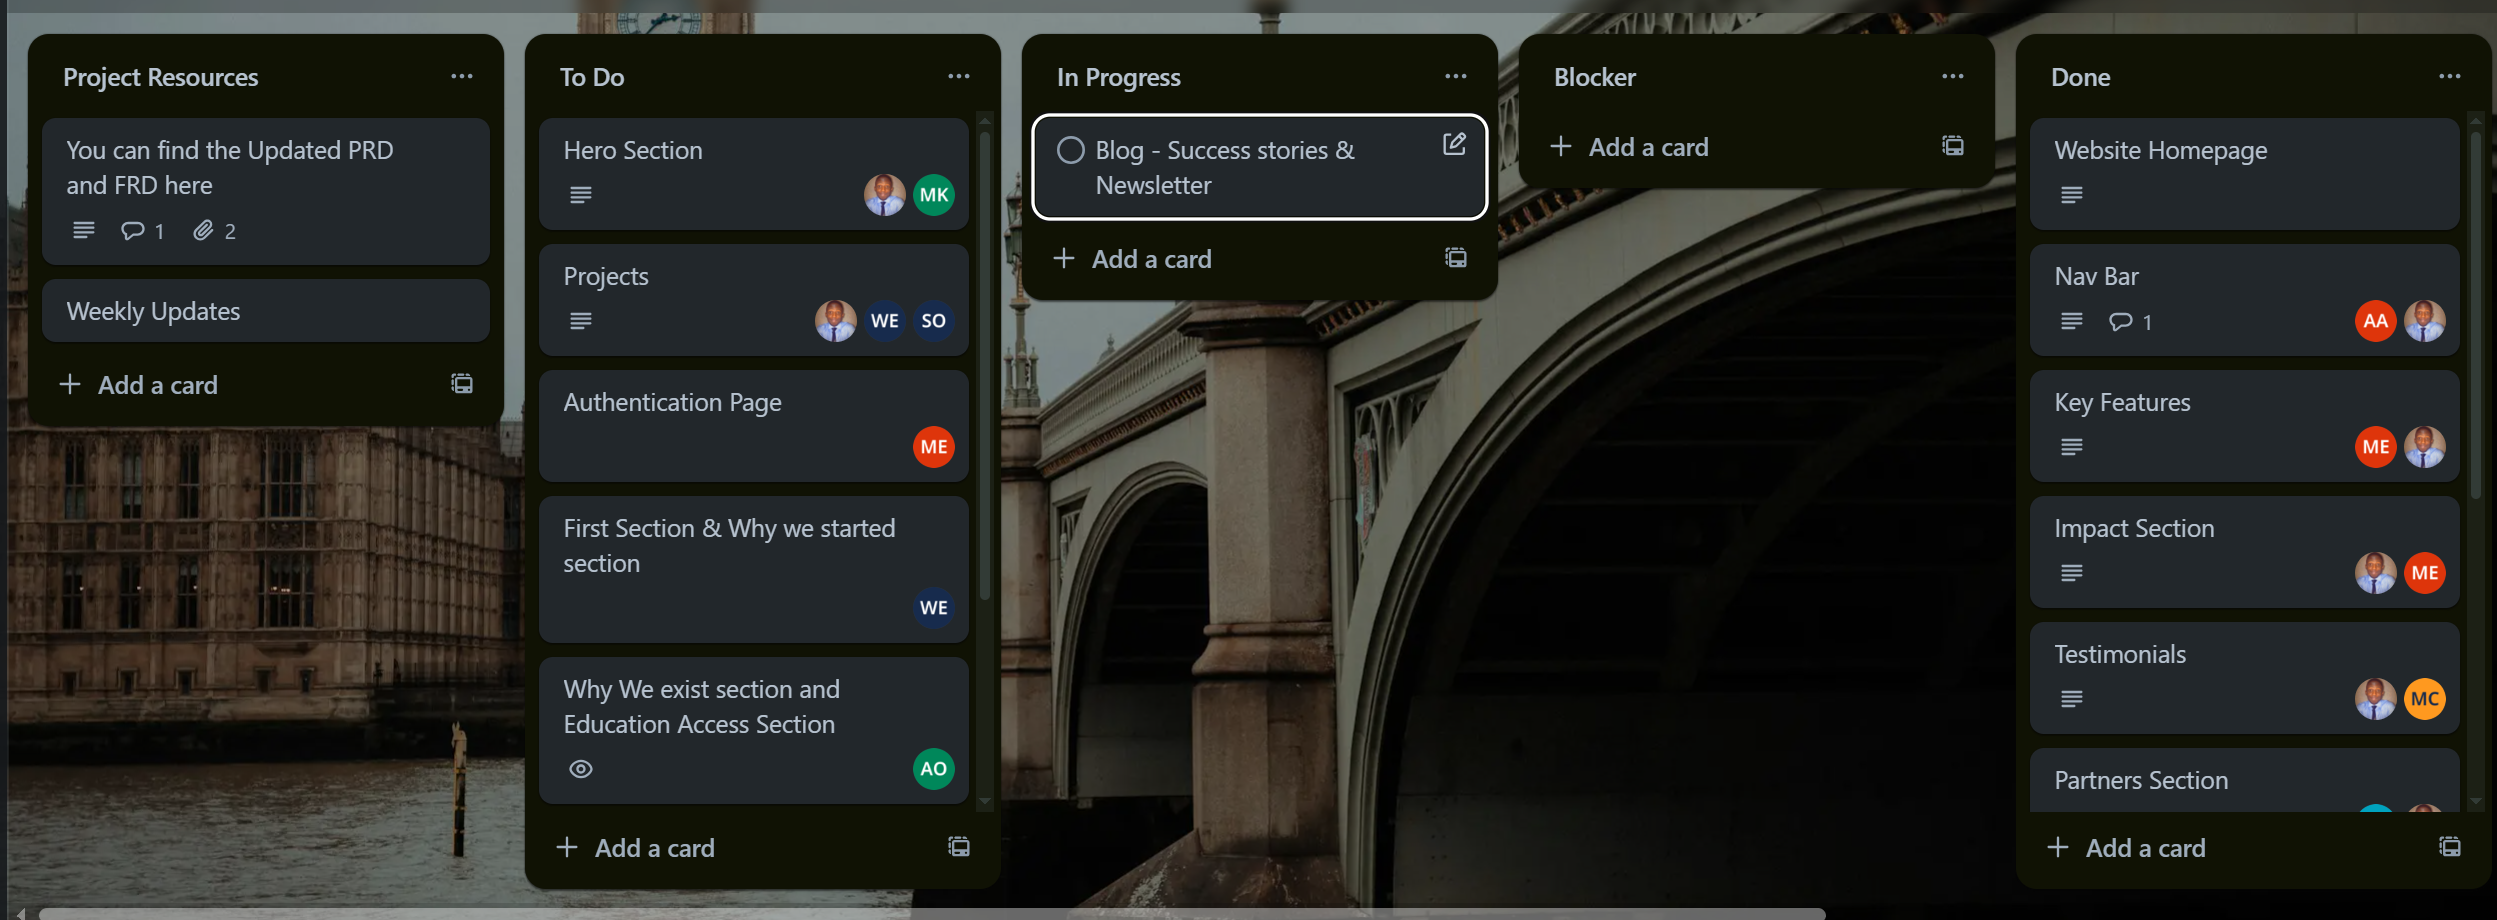 Project Resources
You can find the Updated PRD
and FRD here
1
2
Weekly Updates
Add a card
To Do
Hero Section
MK
Projects
WE
SO
Authentication Page
ME
First Section & Why we started
section
WE
Why We exist section and
Education Access Section
AO
Add a card
In Progress
Blog - Success stories &
Newsletter
Add a card
Blocker
Add a card
Done
Website Homepage
Nav Bar
1
AA
Key Features
ME
Impact Section
ME
Testimonials
MC
Partners Section
Add a card